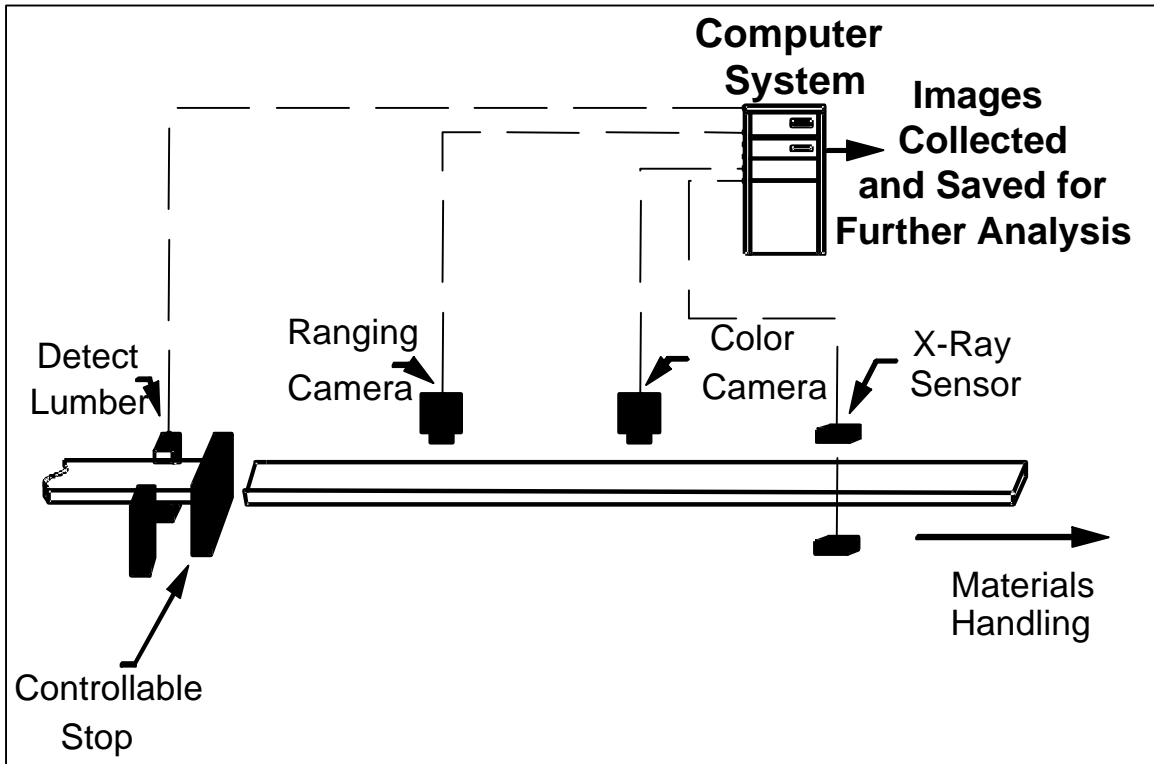 Computer
System
Images
Collected
and Saved for
Further Analysis
Detect
Lumber
Ranging
Camera
Color
Camera
X-Ray
Sensor
Controllable
Stop
Materials
Handling